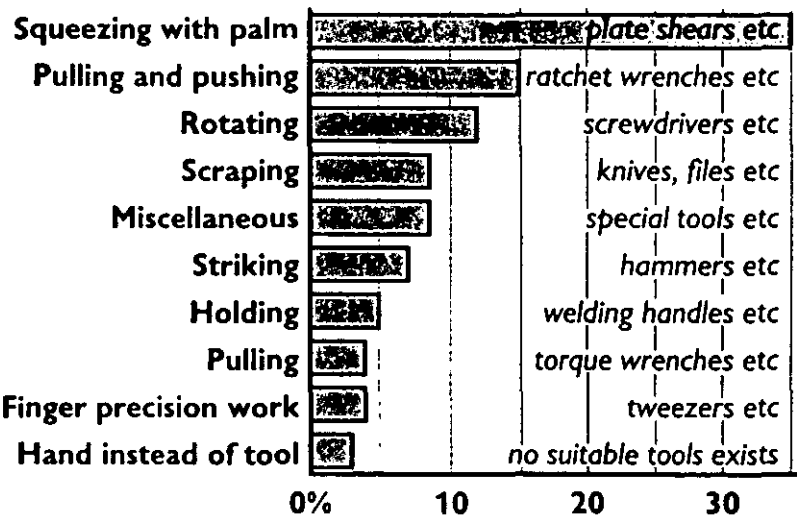 Squeezing with palm plate shears etc
Pulling and pushing ratchet wrenches etc
Rotating screwdrivers etc
Scraping knives, files etc
Miscellaneous special tools etc
Striking hammers etc
Holding welding handles etc
Pulling torque wrenches etc
Finger precision work tweezers etc
Hand instead of tool no suitable tools exists
0% 10 20 30